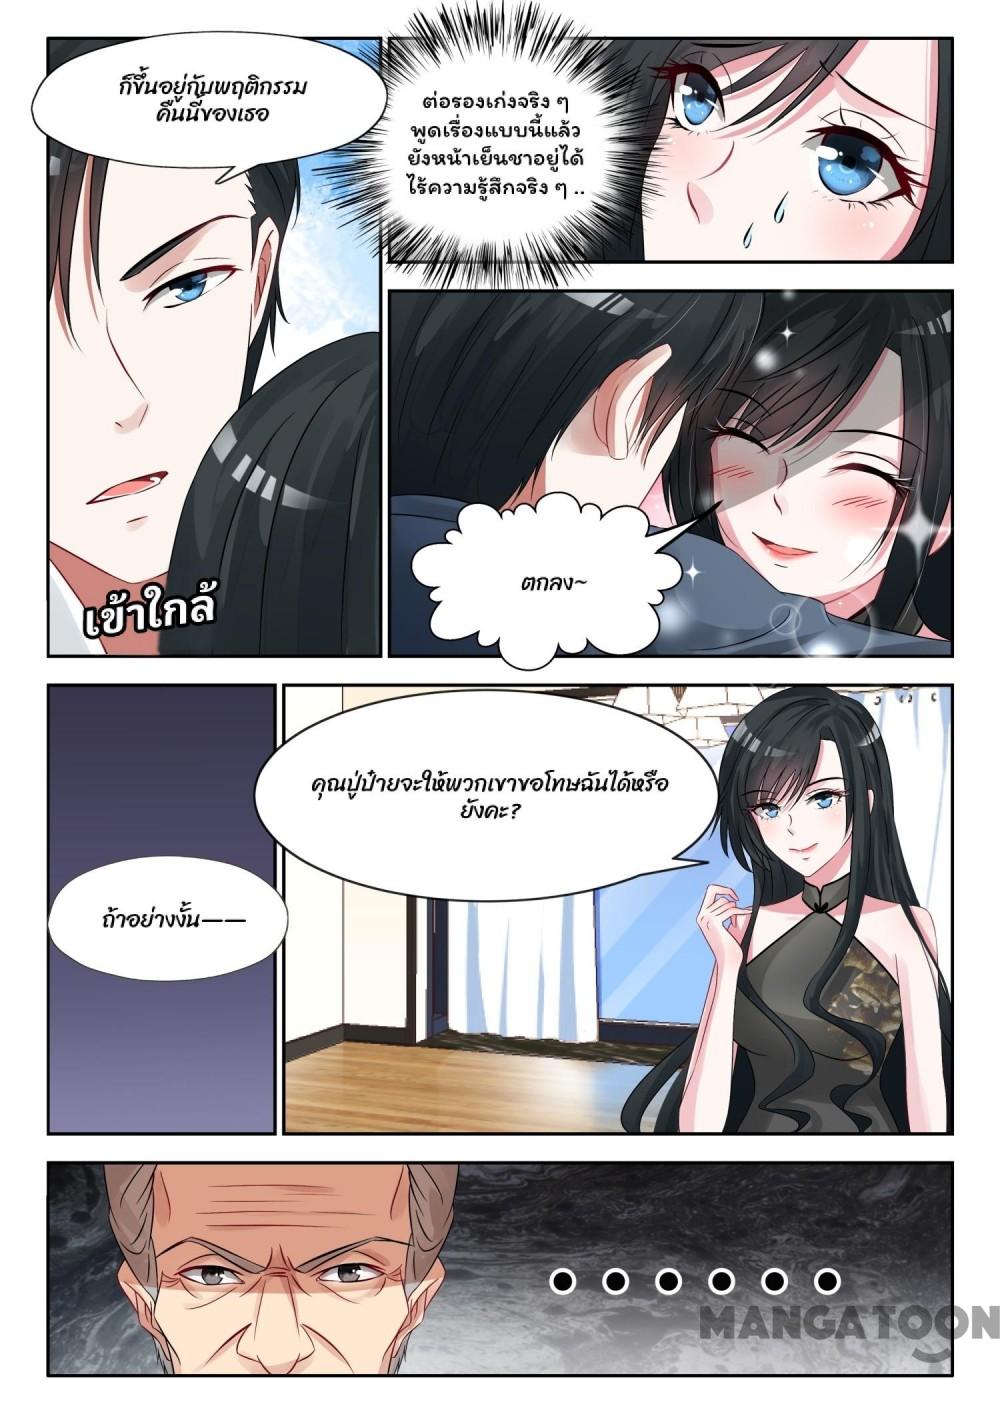 ก็ขึ้นอยู่กับพฤติกรรม
คืนนี้ของเธอ
ต่อรองเก่งจริง ๆ
พูดเรื่องแบบนี้แล้ว
ยังหน้าเย็นชาอยู่ได้
ไร้ความรู้สึกจริง ๆ ..
เข้าใกล้
ตกลง~
คุณปู่ป๋ายจะให้พวกเขาขอโทษฉันได้หรือ
ยังคะ?
ถ้าอย่างงั้น——
● ● ● ● ● ●
MANGATOON